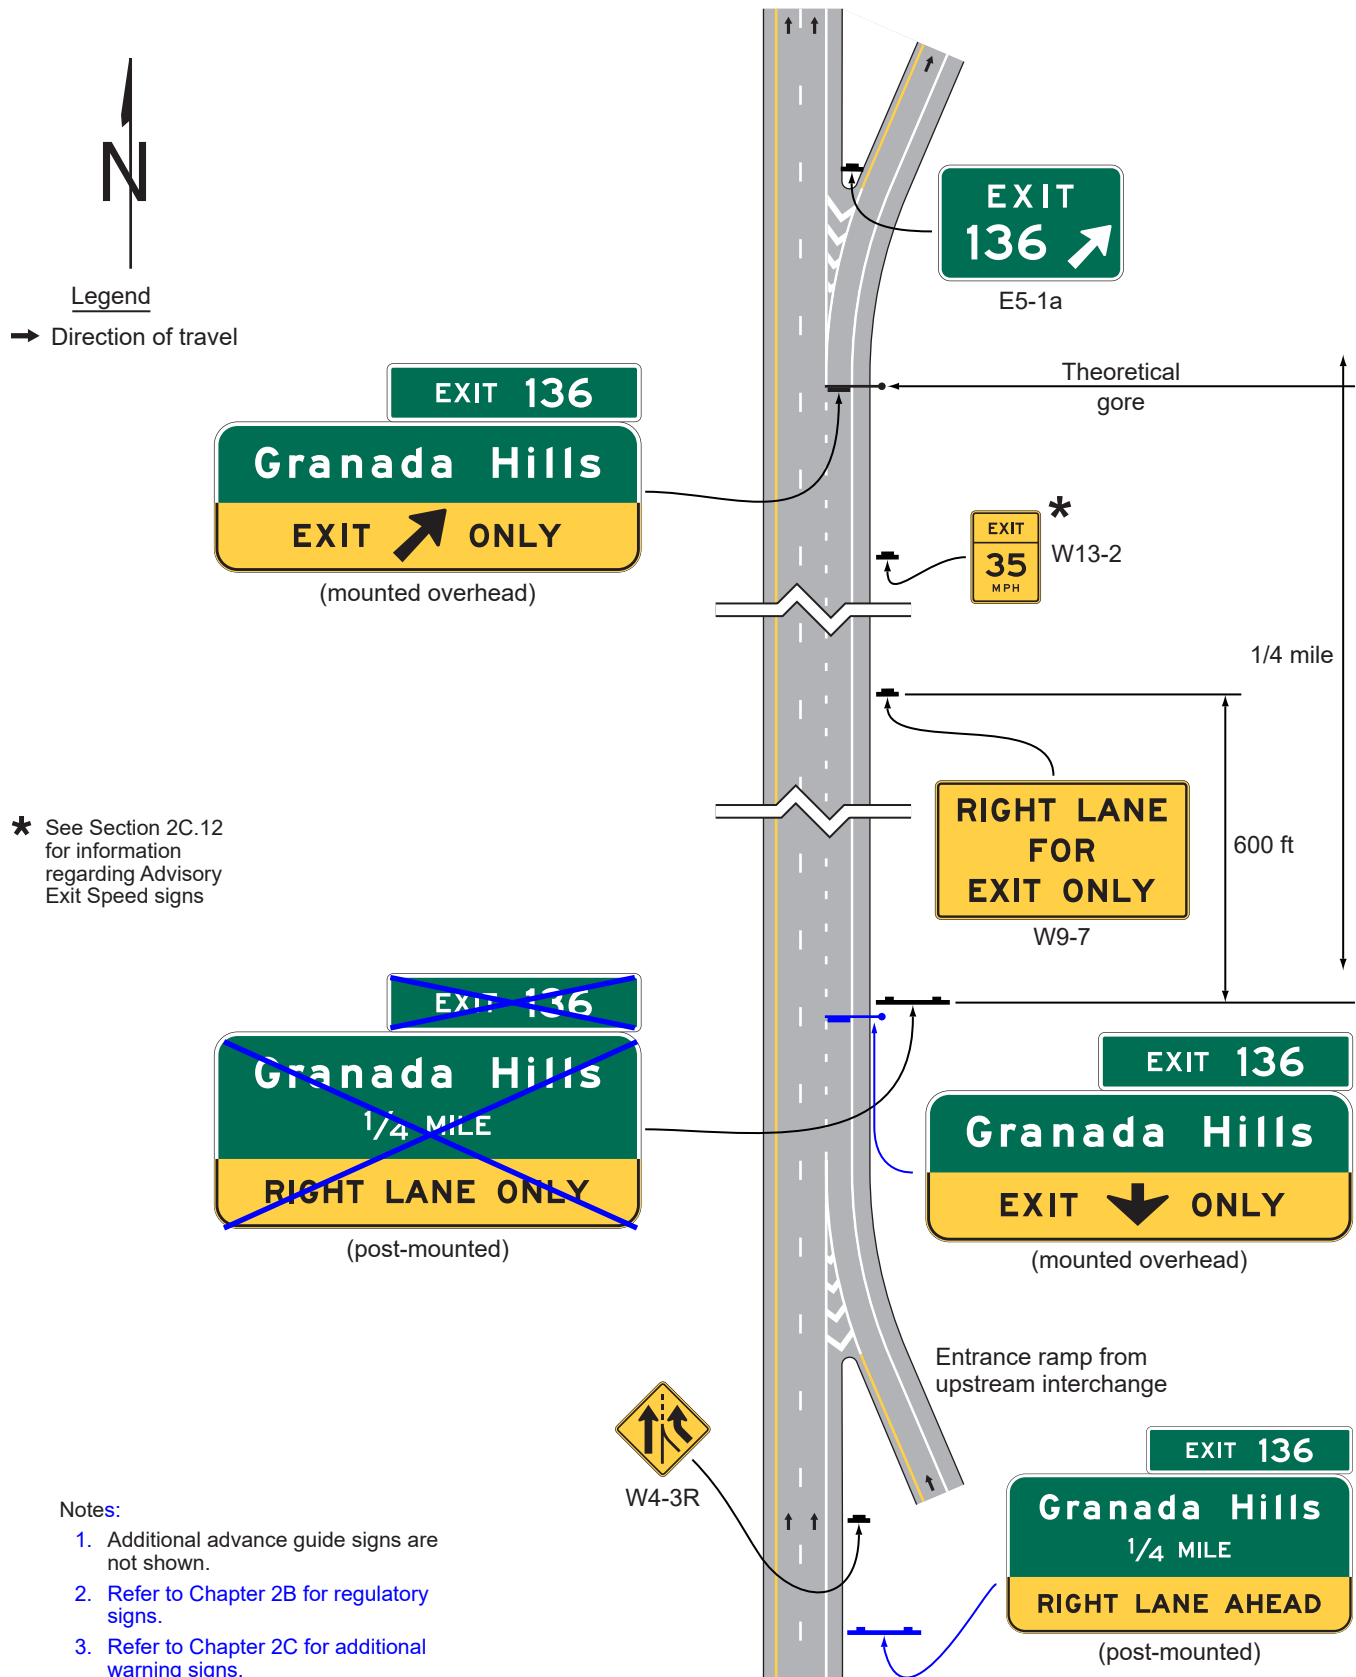 N
Legend
Direction of travel
EXIT
136
E5-1a
Theoretical
gore
EXIT 136
Granada Hills
EXIT ONLY
(mounted overhead)
*
EXIT
35
MPH
W13-2
1/4 mile
RIGHT LANE
FOR
EXIT ONLY
W9-7
600 ft
* See Section 2C.12
for information
regarding Advisory
Exit Speed signs
EXIT 136
Granada Hills
1/4 MILE
RIGHT LANE ONLY
(post-mounted)
EXIT 136
Granada Hills
EXIT ONLY
(mounted overhead)
Entrance ramp from
upstream interchange
W4-3R
EXIT 136
Granada Hills
1/4 MILE
RIGHT LANE AHEAD
(post-mounted)
Notes:
1. Additional advance guide signs are
not shown.
2. Refer to Chapter 2B for regulatory
signs.
3. Refer to Chapter 2C for additional
warning signs.